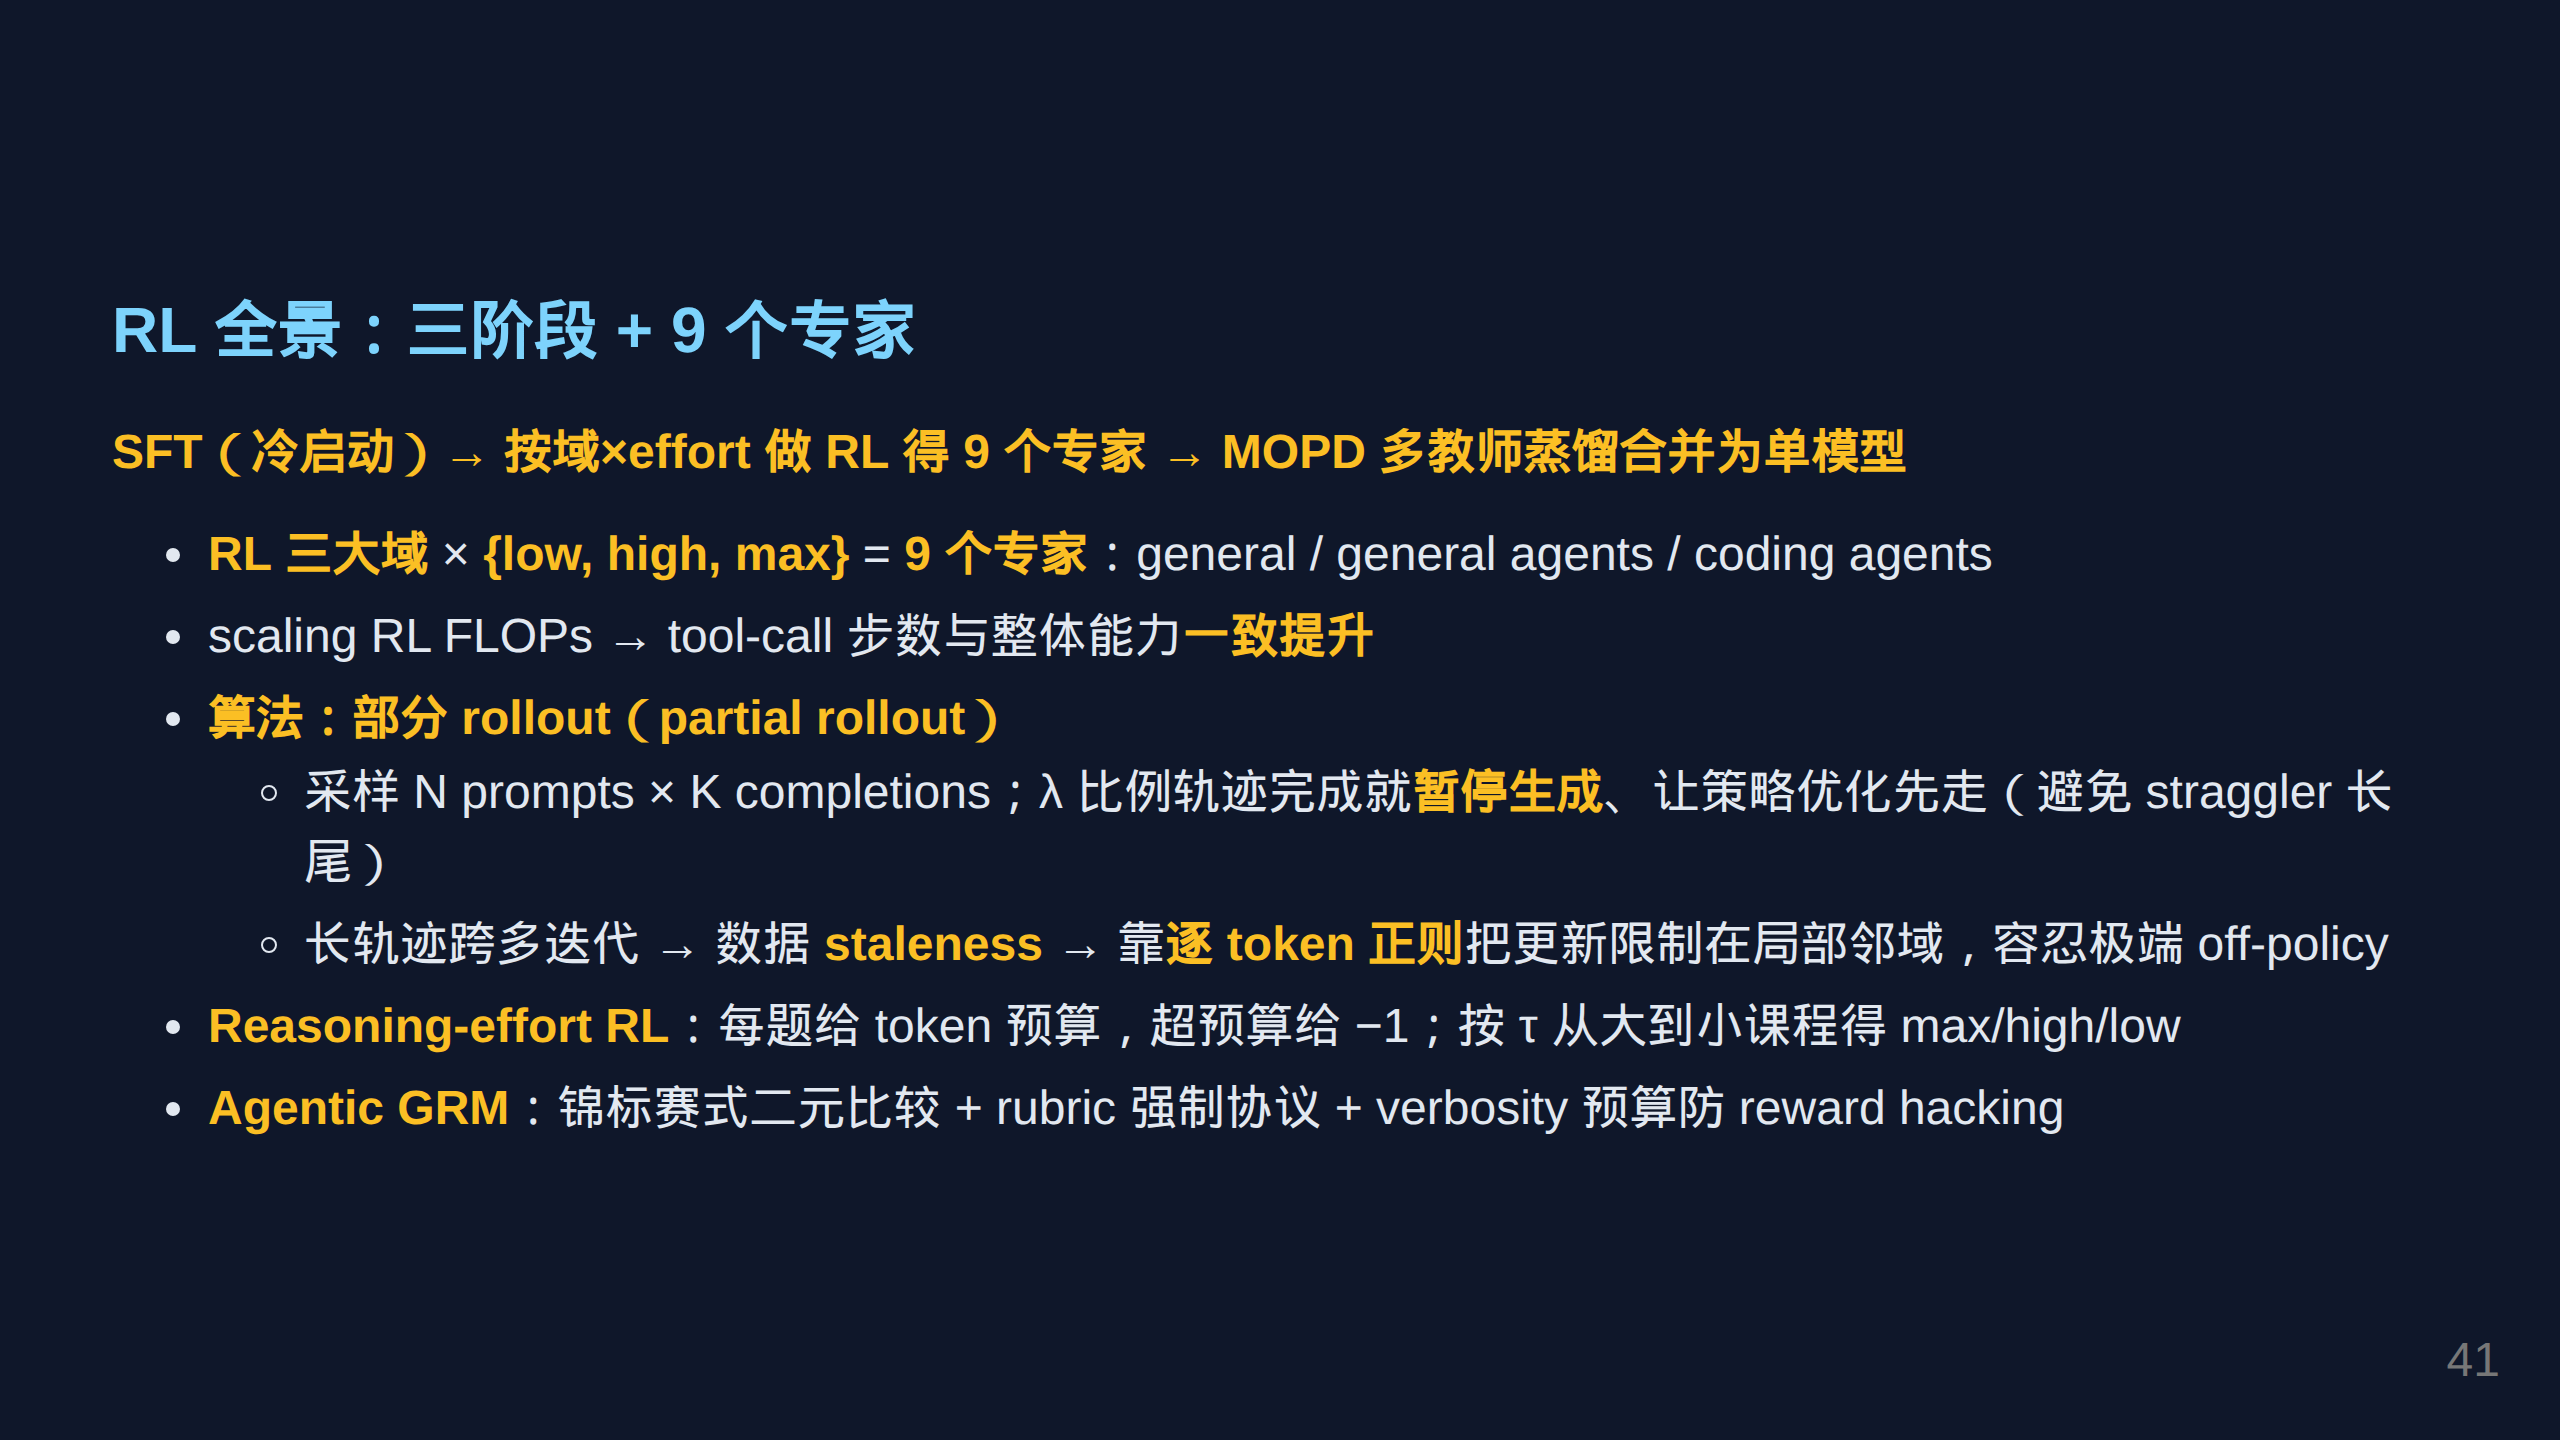 RL 全景：三阶段 + 9 个专家
SFT（冷启动）→ 按域×effort 做 RL 得 9 个专家 → MOPD 多教师蒸馏合并为单模型
• RL 三大域 × {low, high, max} = 9 个专家：general / general agents / coding agents
• scaling RL FLOPs → tool-call 步数与整体能力一致提升
• 算法：部分 rollout（partial rollout）
○ 采样 N prompts × K completions；λ 比例轨迹完成就暂停生成、让策略优化先走（避免 straggler 长
尾）
○ 长轨迹跨多迭代 → 数据 staleness → 靠逐 token 正则把更新限制在局部邻域，容忍极端 off-policy
• Reasoning-effort RL：每题给 token 预算，超预算给 −1；按 τ 从大到小课程得 max/high/low
• Agentic GRM：锦标赛式二元比较 + rubric 强制协议 + verbosity 预算防 reward hacking
41